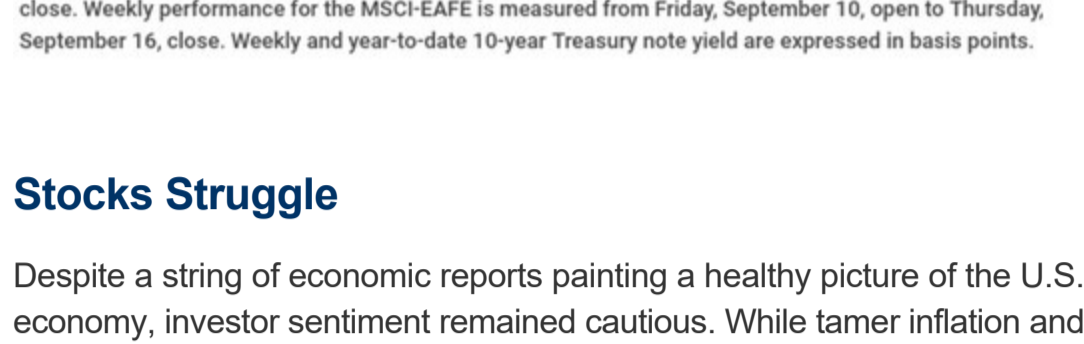 close. Weekly performance for the MSCI-EAFE is measured from Friday, September 10, open to Thursday,
September 16, close. Weekly and year-to-date 10-year Treasury note yield are expressed in basis points.
Stocks Struggle
Despite a string of economic reports painting a healthy picture of the U.S.
economy, investor sentiment remained cautious. While tamer inflation and